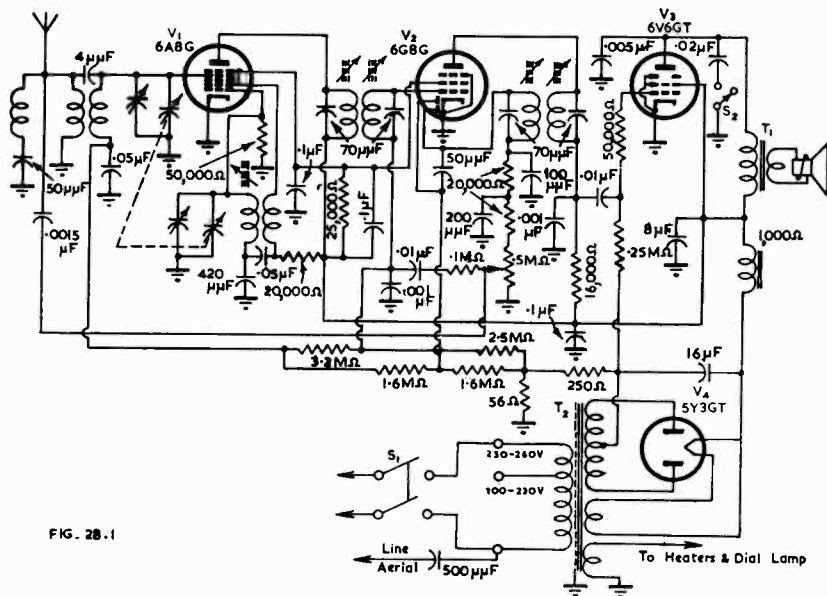 V1
6A8G
V2
6G8G
V3
6V6GT
4μμF
.005μF
.02μF
S2
T1
50μμF
.05μF
50,000Ω
.1μF
70μμF
50μμF
70μμF
50,000Ω
.0015
μF
25,000Ω
.1μF
20,000Ω
100
μμF
.01μF
200
μμF
.001
μF
8μF
1,000Ω
420
μμF
.05μF
20,000Ω
.01μF
.1MΩ
.5MΩ
16,000Ω
.25MΩ
.001
μF
.1μF
3.2MΩ
2.5MΩ
1.6MΩ
1.6MΩ
250Ω
16μF
56Ω
V4
5Y3GT
T2
S1
230-260V
200-230V
FIG. 28.1
Line
Aerial
500μμF
To Heaters & Dial Lamp